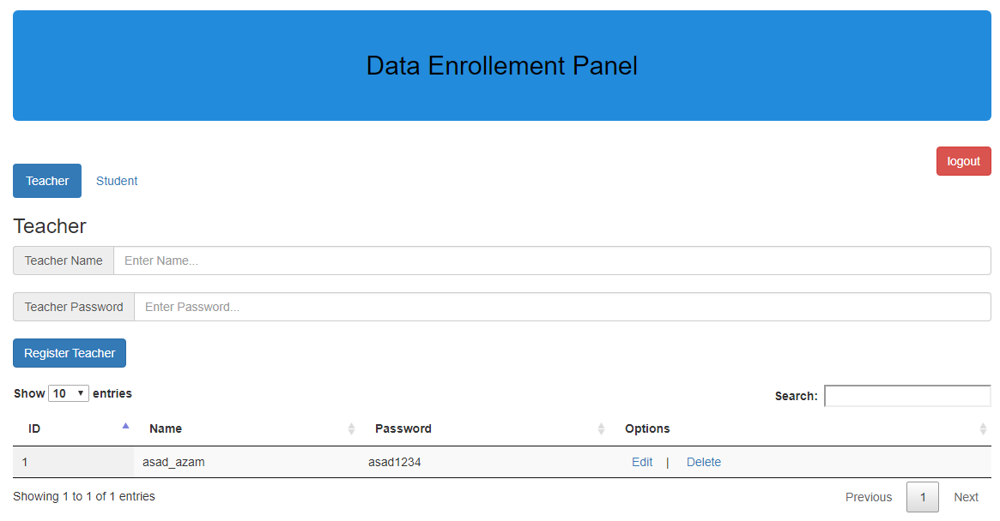 Data Enrollement Panel
logout
Teacher Student
Teacher
Teacher Name Enter Name...
Teacher Password Enter Password...
Register Teacher
Show 10 entries Search:
ID Name Password Options
1 asad_azam asad1234 Edit | Delete
Showing 1 to 1 of 1 entries Previous 1 Next